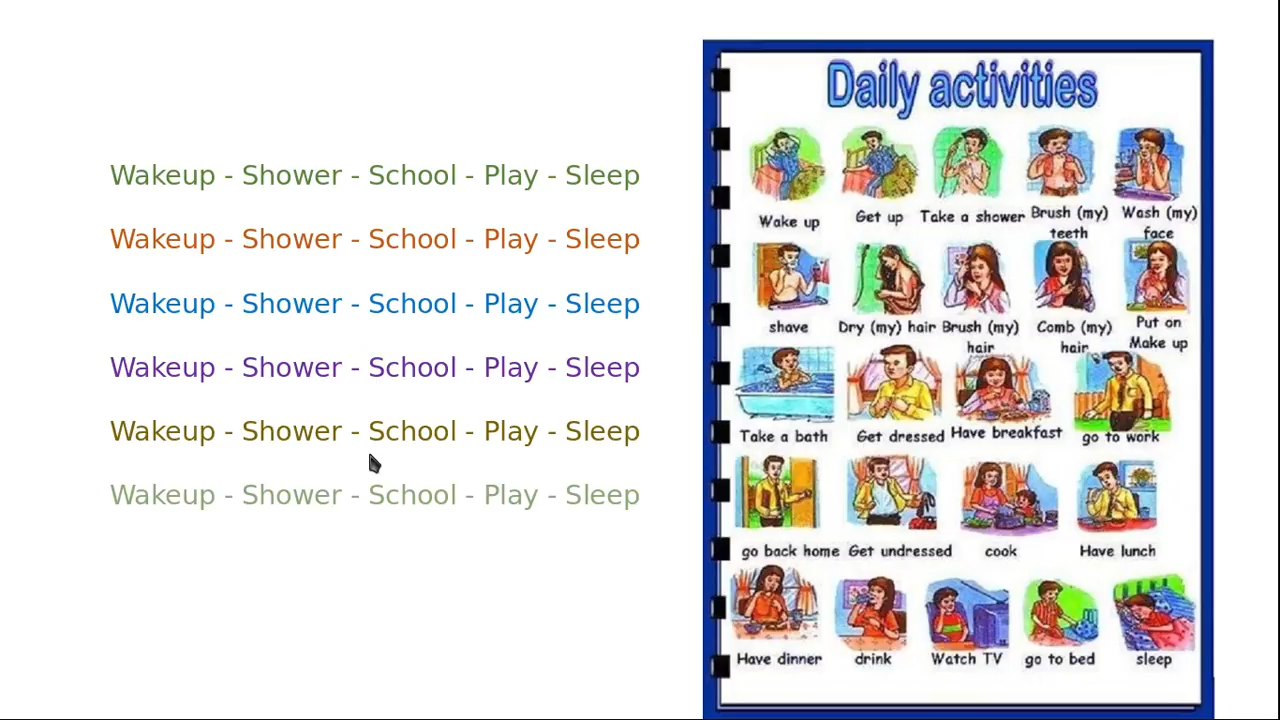 Wakeup - Shower - School - Play - Sleep
Wakeup - Shower - School - Play - Sleep
Wakeup - Shower - School - Play - Sleep
Wakeup - Shower - School - Play - Sleep
Wakeup - Shower - School - Play - Sleep
Wakeup - Shower - School - Play - Sleep
Daily activities
Wake up
Get up
Take a shower
Brush (my)
teeth
Wash (my)
face
shave
Dry (my) hair
Brush (my)
hair
Comb (my)
hair
Put on
Make up
Take a bath
Get dressed
Have breakfast
go to work
go back home
Get undressed
cook
Have lunch
Have dinner
drink
Watch TV
go to bed
sleep